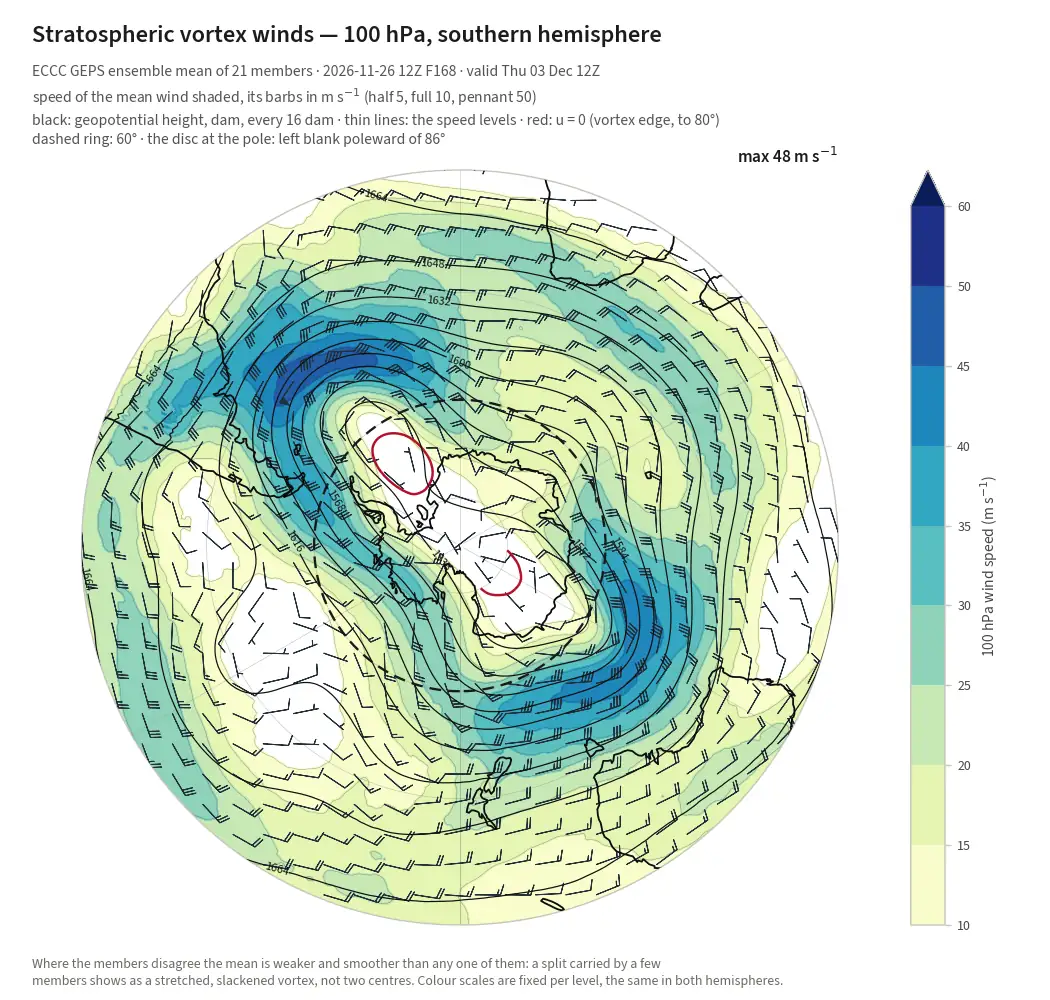 Stratospheric vortex winds — 100 hPa, southern hemisphere
ECCC GEPS ensemble mean of 21 members · 2026-11-26 12Z F168 · valid Thu 03 Dec 12Z
speed of the mean wind shaded, its barbs in m s⁻¹ (half 5, full 10, pennant 50)
black: geopotential height, dam, every 16 dam · thin lines: the speed levels · red: u = 0 (vortex edge, to 80°)
dashed ring: 60° · the disc at the pole: left blank poleward of 86°
max 48 m s⁻¹
1664
1648
1632
1600
1664
1568
1616
1584
1664
60
50
45
40
35
30
25
20
15
10
100 hPa wind speed (m s⁻¹)
Where the members disagree the mean is weaker and smoother than any one of them: a split carried by a few
members shows as a stretched, slackened vortex, not two centres. Colour scales are fixed per level, the same in both hemispheres.